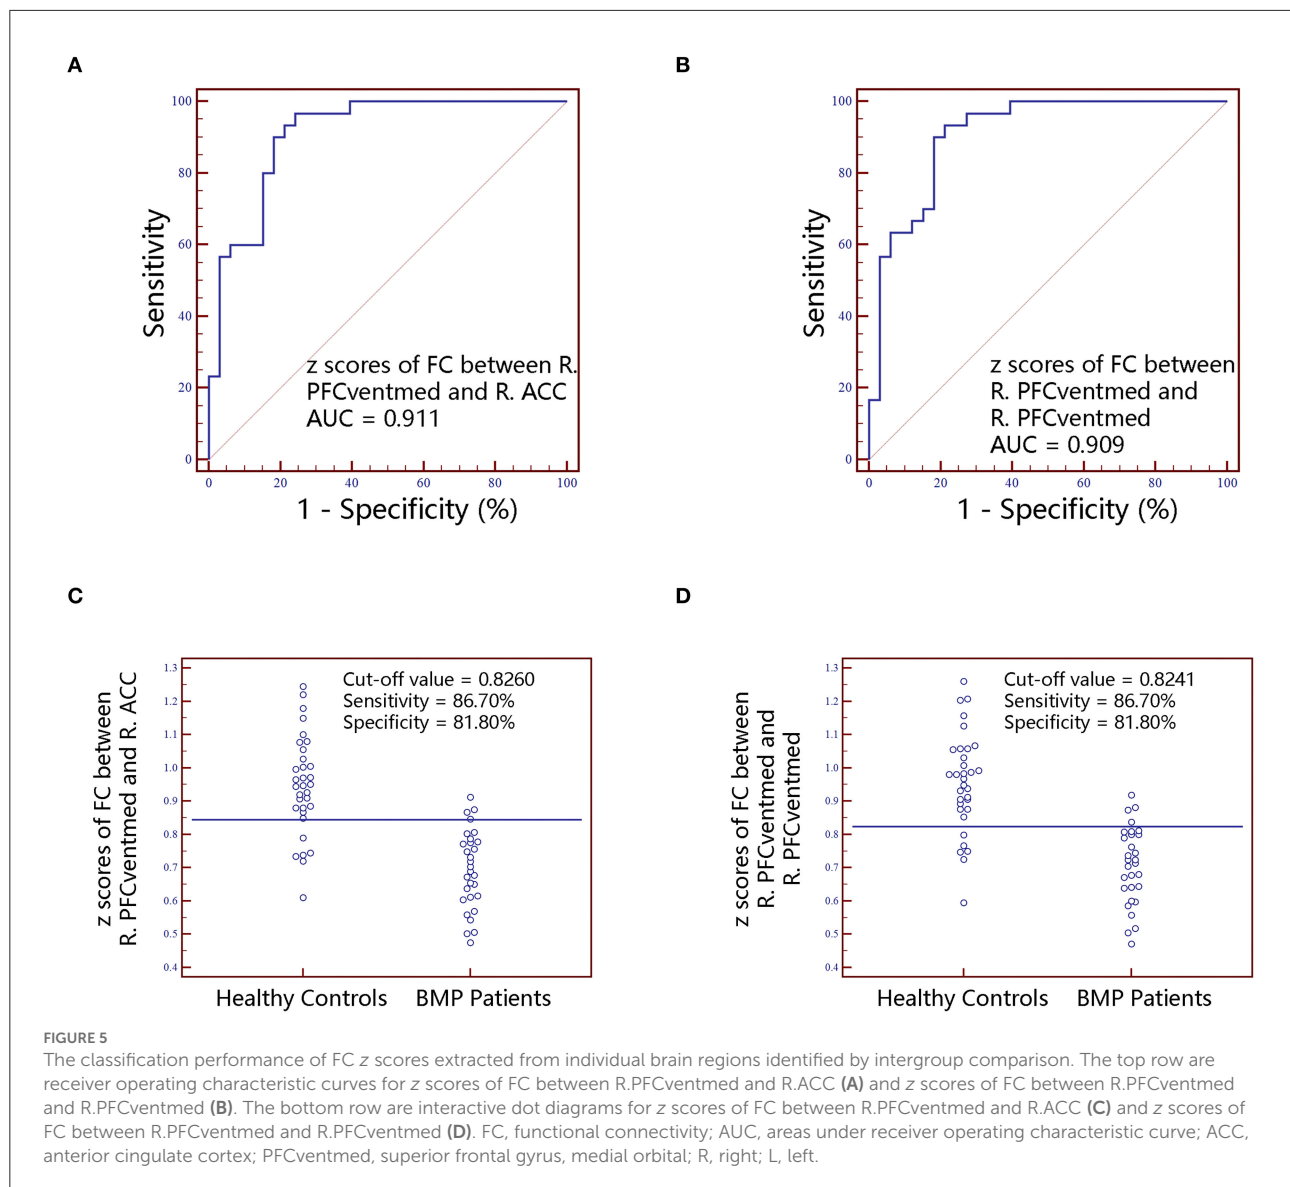 A
100
80
60
40
20
0
Sensitivity
z scores of FC between R.
PFCventmed and R. ACC
AUC = 0.911
0 20 40 60 80 100
1 - Specificity (%)
B
100
80
60
40
20
0
Sensitivity
z scores of FC between
R. PFCventmed and
R. PFCventmed
AUC = 0.909
0 20 40 60 80 100
1 - Specificity (%)
C
1.3
1.2
1.1
1.0
0.9
0.8
0.7
0.6
0.5
0.4
z scores of FC between
R. PFCventmed and R. ACC
Cut-off value = 0.8260
Sensitivity = 86.70%
Specificity = 81.80%
Healthy Controls BMP Patients
D
1.3
1.2
1.1
1.0
0.9
0.8
0.7
0.6
0.5
0.4
z scores of FC between
R. PFCventmed and
R. PFCventmed
Cut-off value = 0.8241
Sensitivity = 86.70%
Specificity = 81.80%
Healthy Controls BMP Patients
FIGURE 5
The classification performance of FC z scores extracted from individual brain regions identified by intergroup comparison. The top row are
receiver operating characteristic curves for z scores of FC between R.PFCventmed and R.ACC (A) and z scores of FC between R.PFCventmed
and R.PFCventmed (B). The bottom row are interactive dot diagrams for z scores of FC between R.PFCventmed and R.ACC (C) and z scores of
FC between R.PFCventmed and R.PFCventmed (D). FC, functional connectivity; AUC, areas under receiver operating characteristic curve; ACC,
anterior cingulate cortex; PFCventmed, superior frontal gyrus, medial orbital; R, right; L, left.